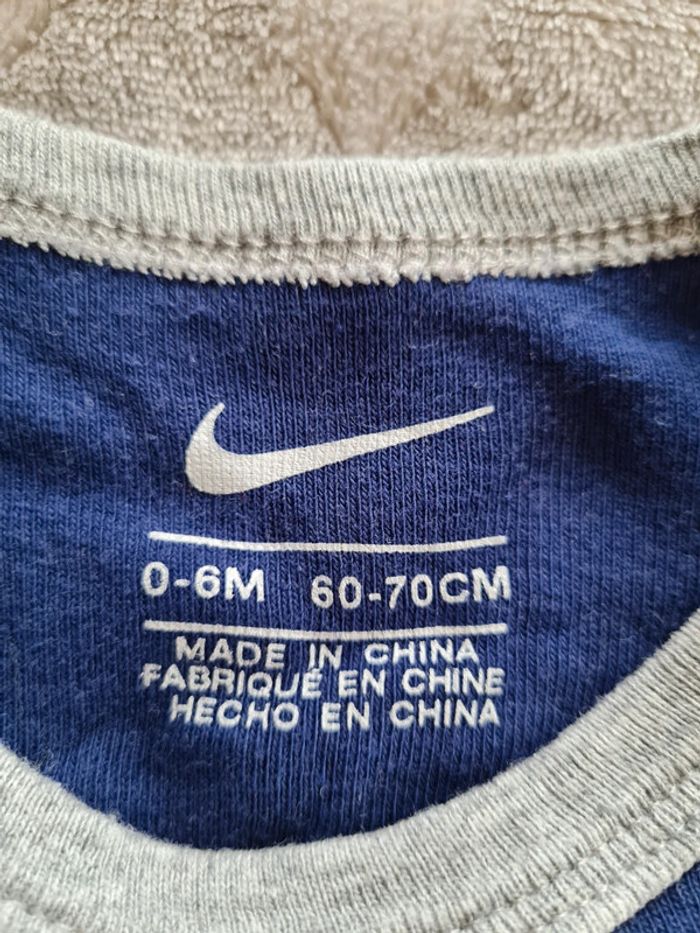 0-6M 60-70CM
MADE IN CHINA
FABRIQUÉ EN CHINE
HECHO EN CHINA